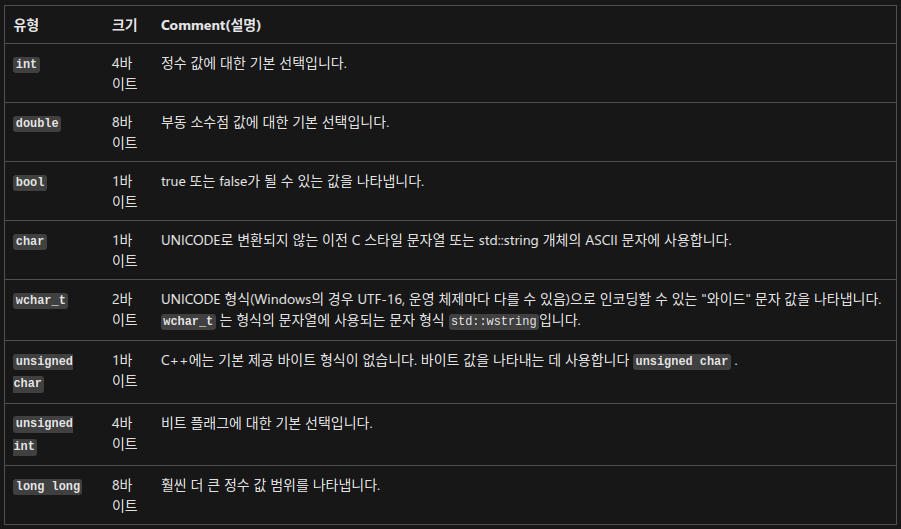 유형 크기 Comment(설명)
int 4바이트 정수 값에 대한 기본 선택입니다.
double 8바이트 부동 소수점 값에 대한 기본 선택입니다.
bool 1바이트 true 또는 false가 될 수 있는 값을 나타냅니다.
char 1바이트 UNICODE로 변환되지 않는 이전 C 스타일 문자열 또는 std::string 개체의 ASCII 문자에 사용합니다.
wchar_t 2바이트 UNICODE 형식(Windows의 경우 UTF-16, 운영 체제마다 다를 수 있음)으로 인코딩할 수 있는 "와이드" 문자 값을 나타냅니다.
wchar_t 는 형식의 문자열에 사용되는 문자 형식 std::wstring입니다.
unsigned char 1바이트 C++에는 기본 제공 바이트 형식이 없습니다. 바이트 값을 나타내는 데 사용합니다 unsigned char .
unsigned int 4바이트 비트 플래그에 대한 기본 선택입니다.
long long 8바이트 훨씬 더 큰 정수 값 범위를 나타냅니다.